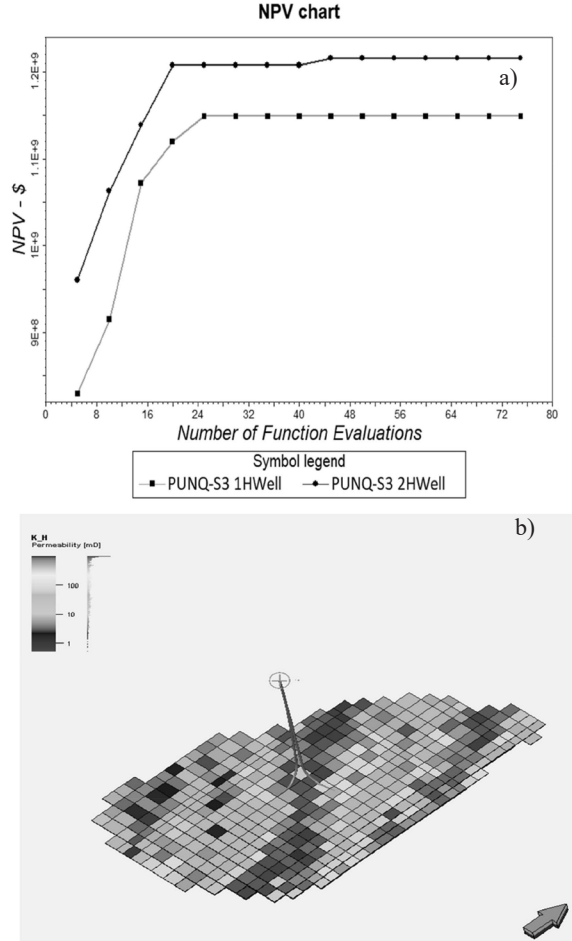 NPV chart
a)
1.2E+9
1.1E+9
1E+9
9E+8
NPV - $
0 8 16 24 32 40 48 56 64 72 80
Number of Function Evaluations
Symbol legend
PUNQ-S3 1HWell PUNQ-S3 2HWell
b)
K_H
Permeability [mD]
100
10
1